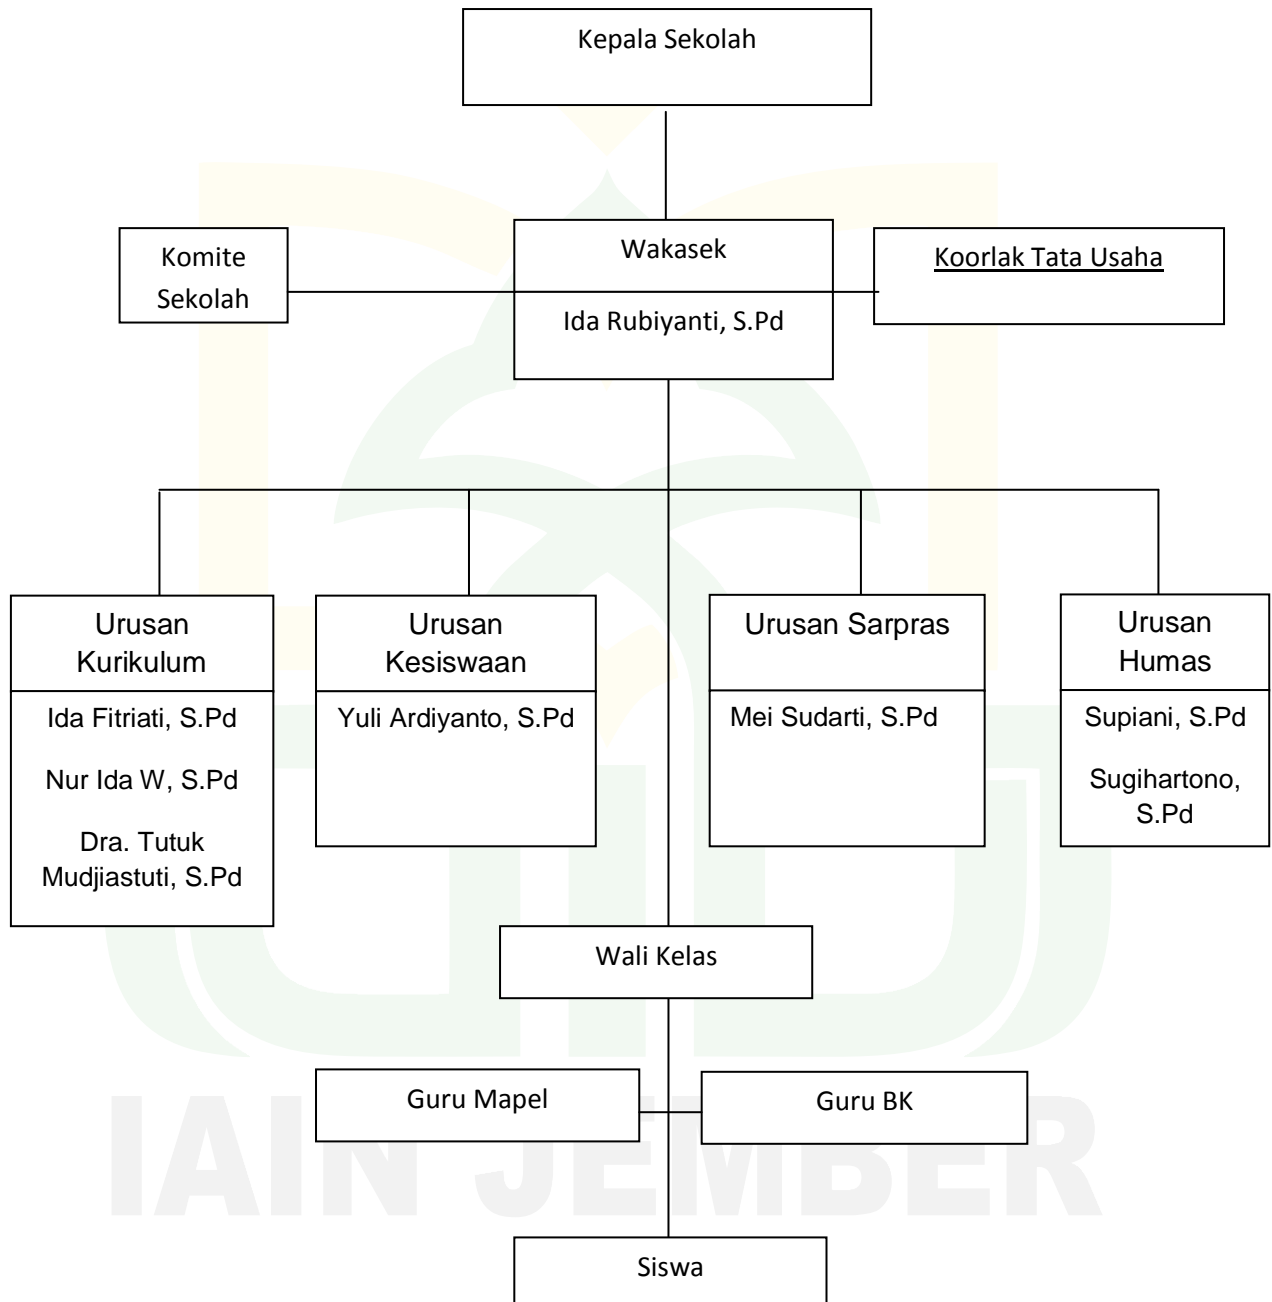 Kepala Sekolah
Komite
Sekolah
Wakasek
Ida Rubiyanti, S.Pd
Koorlak Tata Usaha
Urusan
Kurikulum
Ida Fitriati, S.Pd
Nur Ida W, S.Pd
Dra. Tutuk
Mudjiastuti, S.Pd
Urusan
Kesiswaan
Yuli Ardiyanto, S.Pd
Urusan Sarpras
Mei Sudarti, S.Pd
Urusan
Humas
Supiani, S.Pd
Sugihartono,
S.Pd
Wali Kelas
Guru Mapel
Guru BK
IAIN JEMBER
Siswa